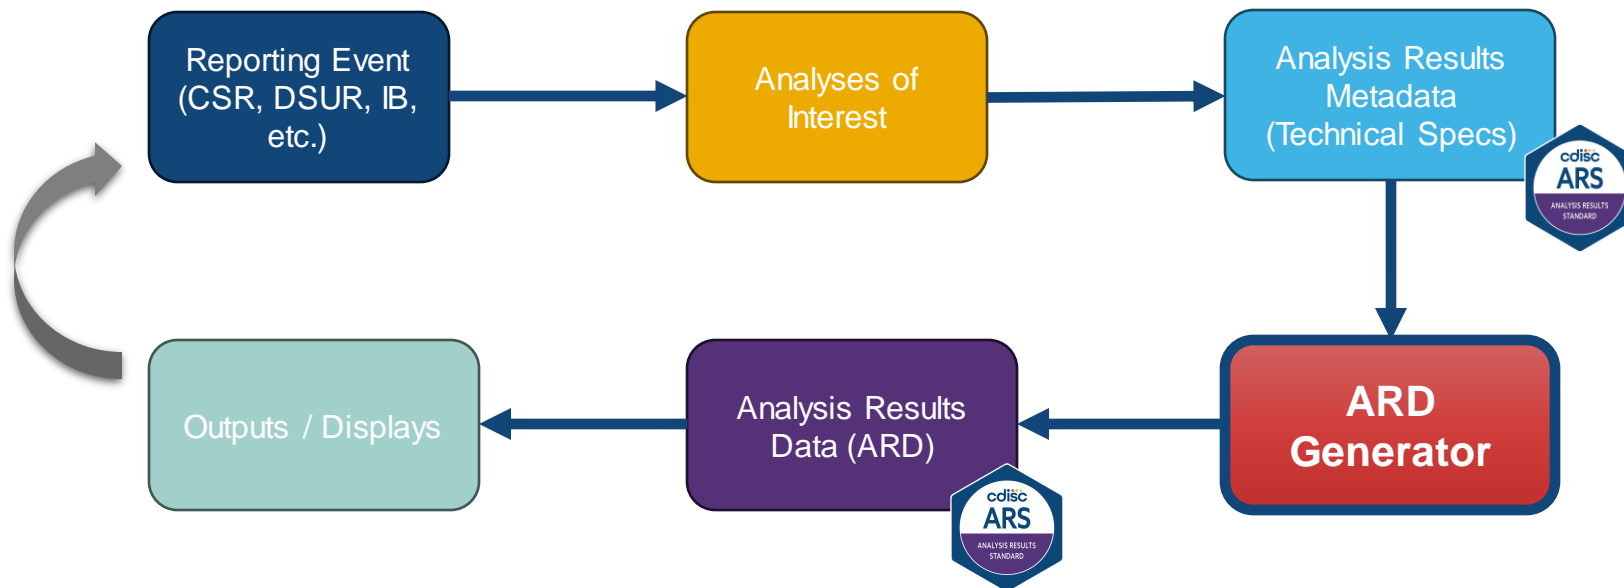 Reporting Event
(CSR, DSUR, IB,
etc.)
Analyses of
Interest
Analysis Results
Metadata
(Technical Specs)
cdisc
ARS
ANALYSIS RESULTS
STANDARD
Outputs / Displays
Analysis Results
Data (ARD)
cdisc
ARS
ANALYSIS RESULTS
STANDARD
ARD
Generator